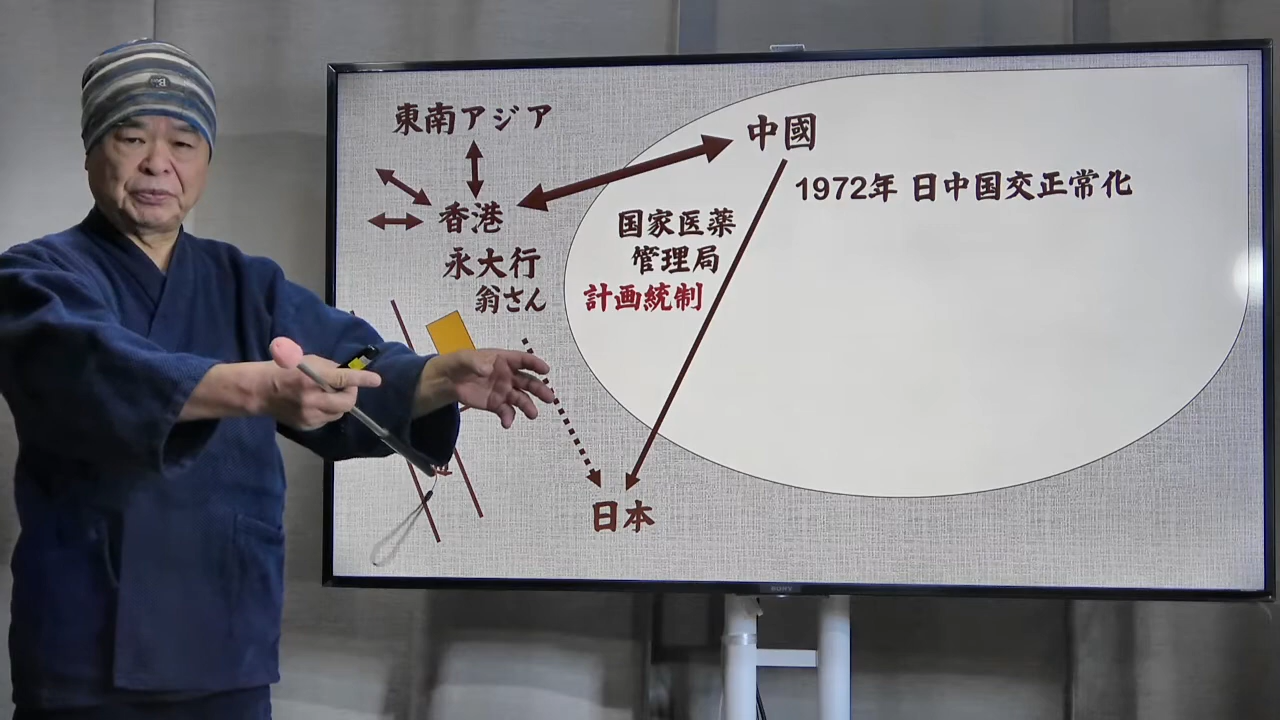 東南アジア
中國
1972年 日中国交正常化
香港
国家医薬
管理局
計画統制
永大行
翁さん
日本
SONY